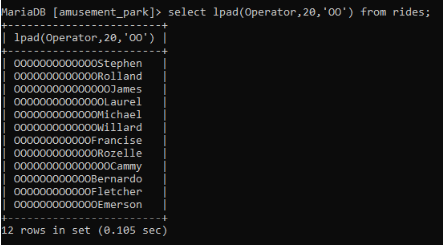 MariaDB [amusement_park]> select lpad(Operator,20,'OO') from rides;
+------------------------+
| lpad(Operator,20,'OO') |
+------------------------+
| OOOOOOOOOOOOOStephen   |
| OOOOOOOOOOOOORolland   |
| OOOOOOOOOOOOOOOJames   |
| OOOOOOOOOOOOOOLaurel   |
| OOOOOOOOOOOOOMichael   |
| OOOOOOOOOOOOOWillard   |
| OOOOOOOOOOOOFrancise   |
| OOOOOOOOOOOOORozelle   |
| OOOOOOOOOOOOOOOCammy   |
| OOOOOOOOOOOOBernardo   |
| OOOOOOOOOOOOFletcher   |
| OOOOOOOOOOOOOEmerson   |
+------------------------+
12 rows in set (0.105 sec)